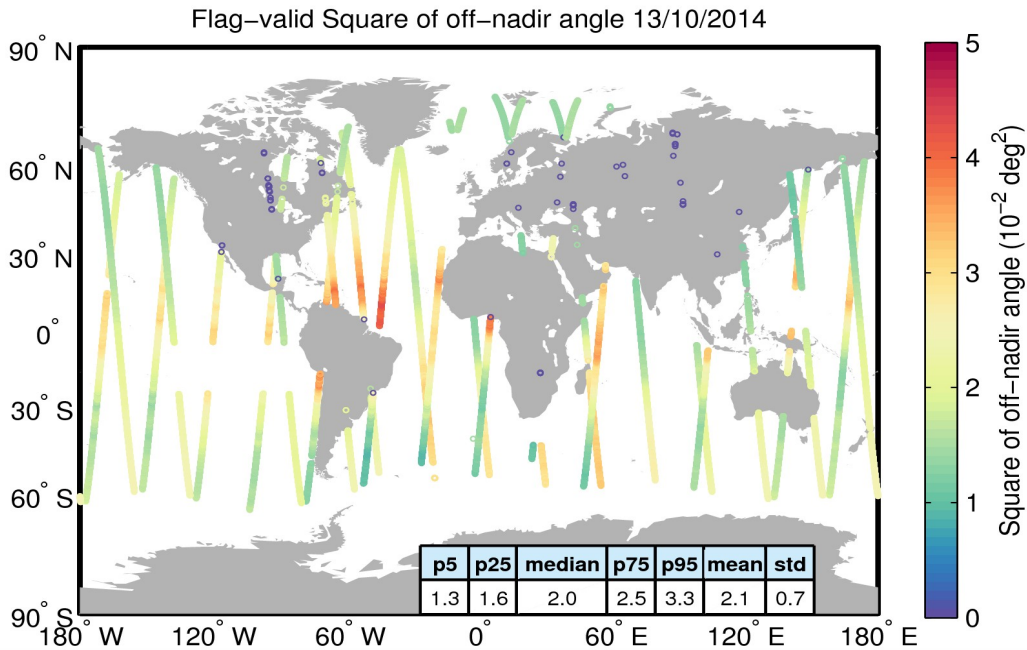 Flag−valid Square of off−nadir angle 13/10/2014
90° N
60° N
30° N
0°
30° S
60° S
90° S
180° W
120° W
60° W
0°
60° E
120° E
180° E
p5 p25 median p75 p95 mean std
1.3 1.6 2.0 2.5 3.3 2.1 0.7
5
4
3
2
1
0
Square of off−nadir angle (10⁻² deg²)